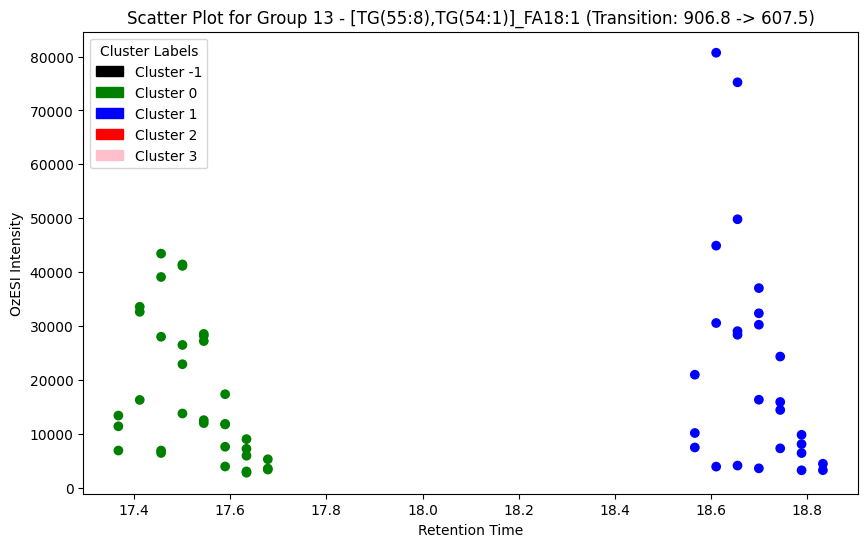 Scatter Plot for Group 13 - [TG(55:8),TG(54:1)]_FA18:1 (Transition: 906.8 -> 607.5)
Cluster Labels
Cluster -1
Cluster 0
Cluster 1
Cluster 2
Cluster 3
OzESI Intensity
80000
70000
60000
50000
40000
30000
20000
10000
0
17.4 17.6 17.8 18.0 18.2 18.4 18.6 18.8
Retention Time